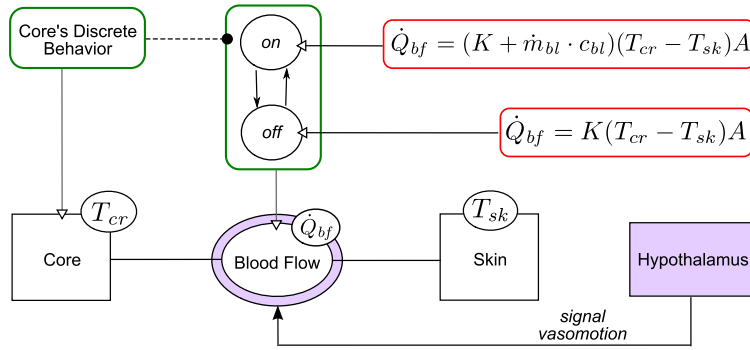 Core's Discrete
Behavior
on
off
Q̇_bf = (K + ṁ_bl · c_bl)(T_cr − T_sk)A
Q̇_bf = K(T_cr − T_sk)A
T_cr
Core
Q̇_bf
Blood Flow
T_sk
Skin
Hypothalamus
signal
vasomotion